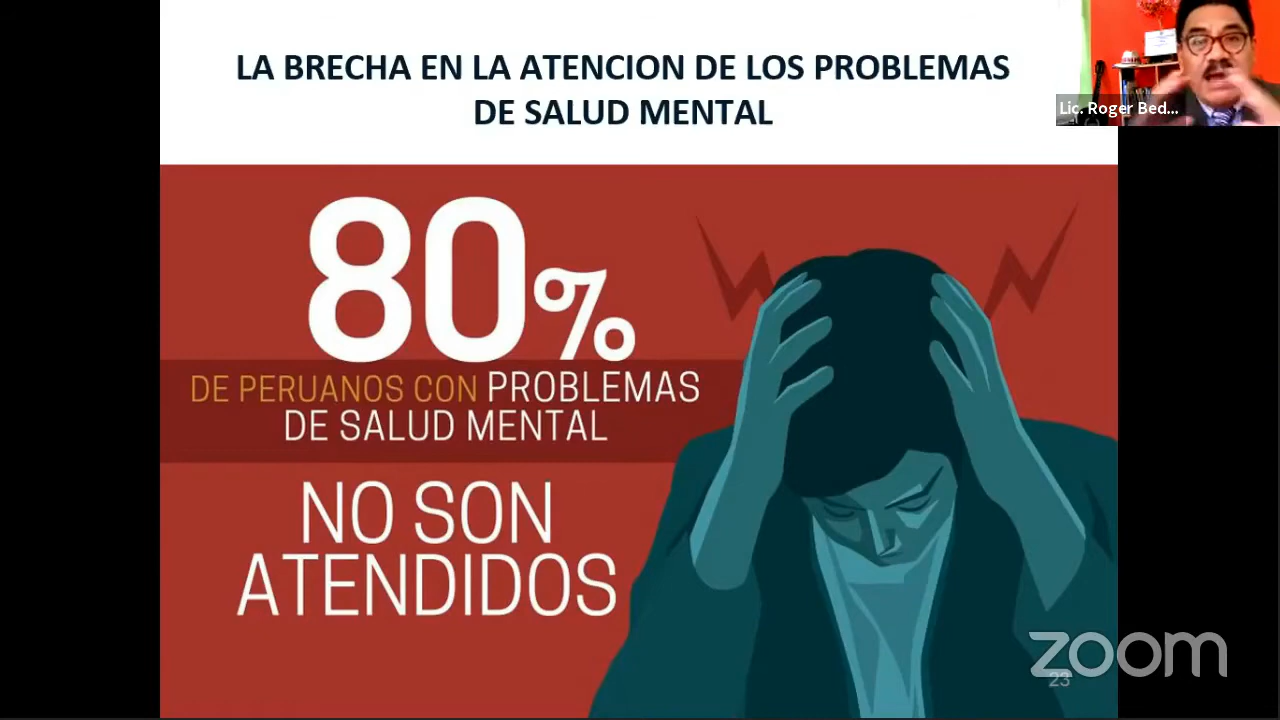 LA BRECHA EN LA ATENCION DE LOS PROBLEMAS
DE SALUD MENTAL
Lic. Roger Bed...
80%
DE PERUANOS CON PROBLEMAS
DE SALUD MENTAL
NO SON
ATENDIDOS
zoom
23